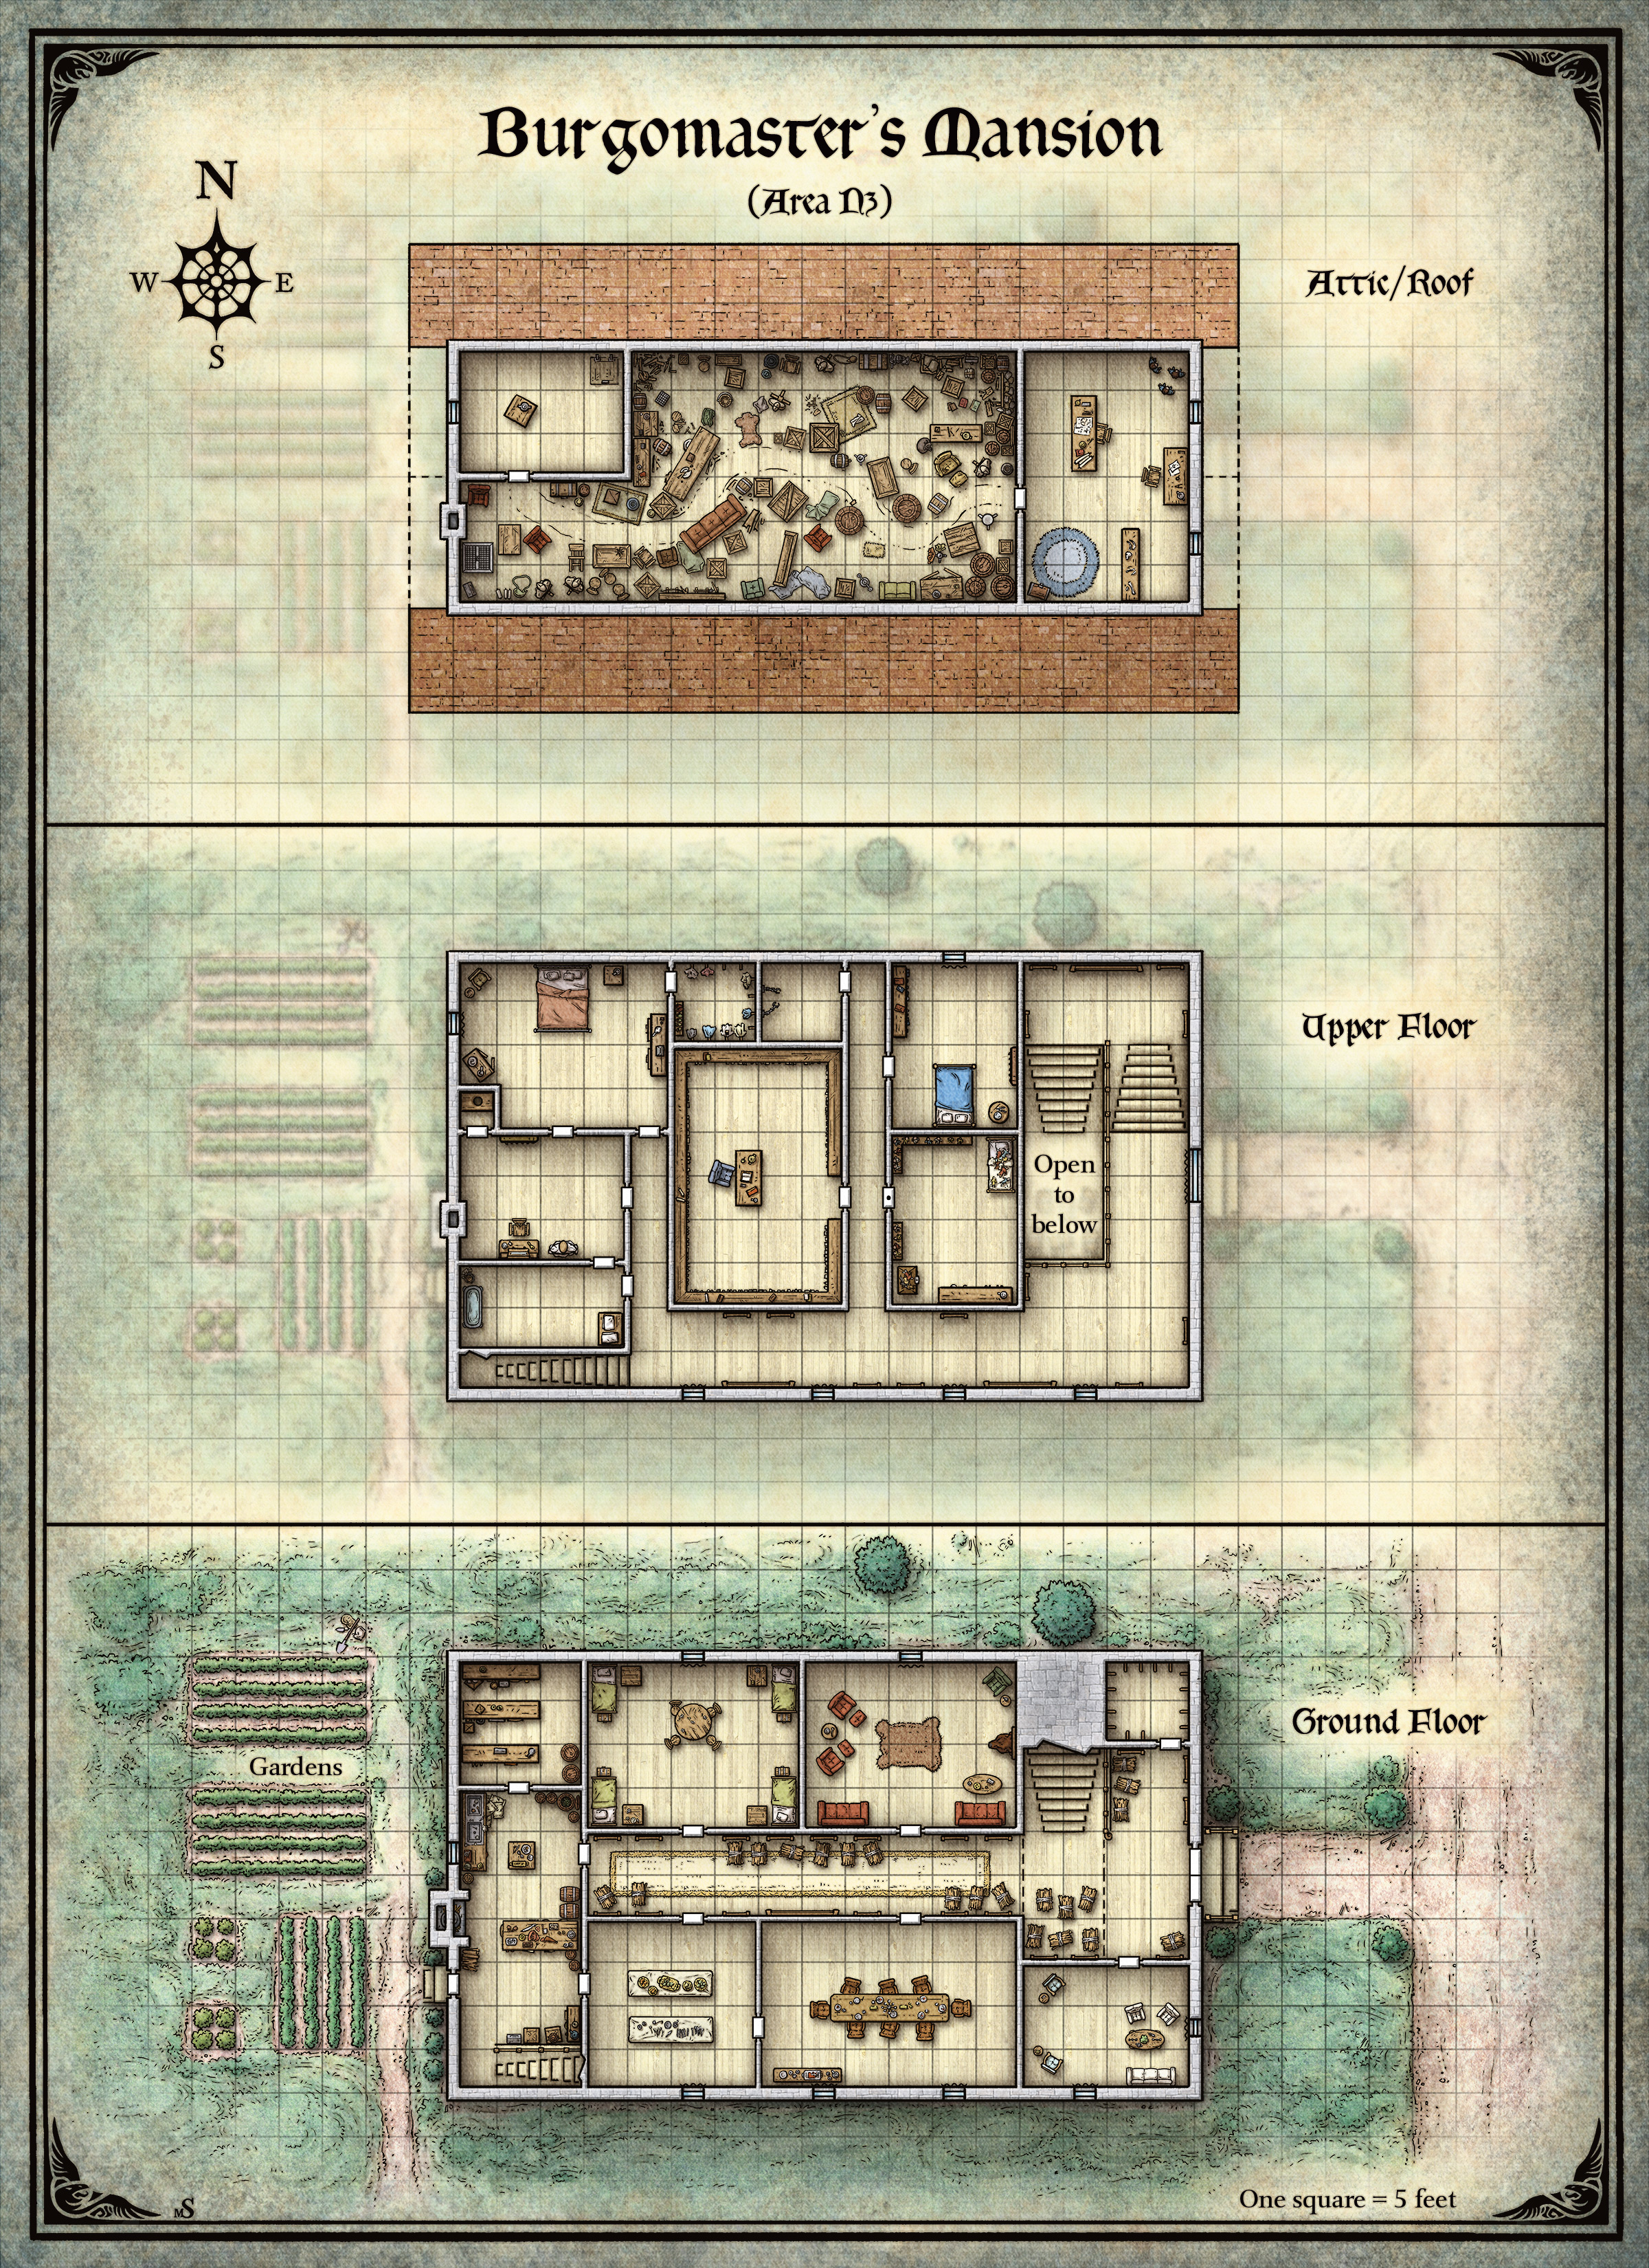 Burgomaster's Mansion
(Area N3)
N
W
E
S
Attic/Roof
Upper Floor
Open
to
below
Ground Floor
Gardens
One square = 5 feet
MS